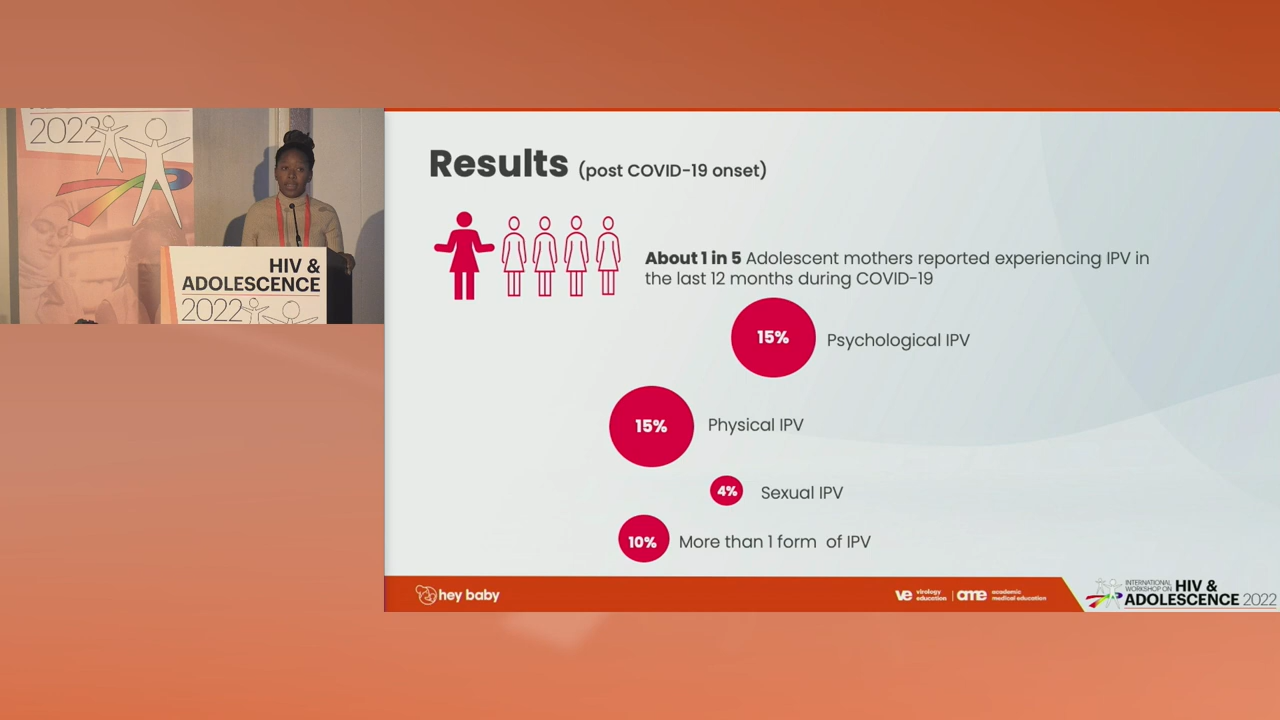 2022
HIV &
ADOLESCENCE
2022
Results (post COVID-19 onset)
About 1 in 5 Adolescent mothers reported experiencing IPV in
the last 12 months during COVID-19
15%
Psychological IPV
15%
Physical IPV
4%
Sexual IPV
10%
More than 1 form of IPV
hey baby
ve virology
education
ame academic
medical education
INTERNATIONAL
WORKSHOP ON
HIV &
ADOLESCENCE 2022